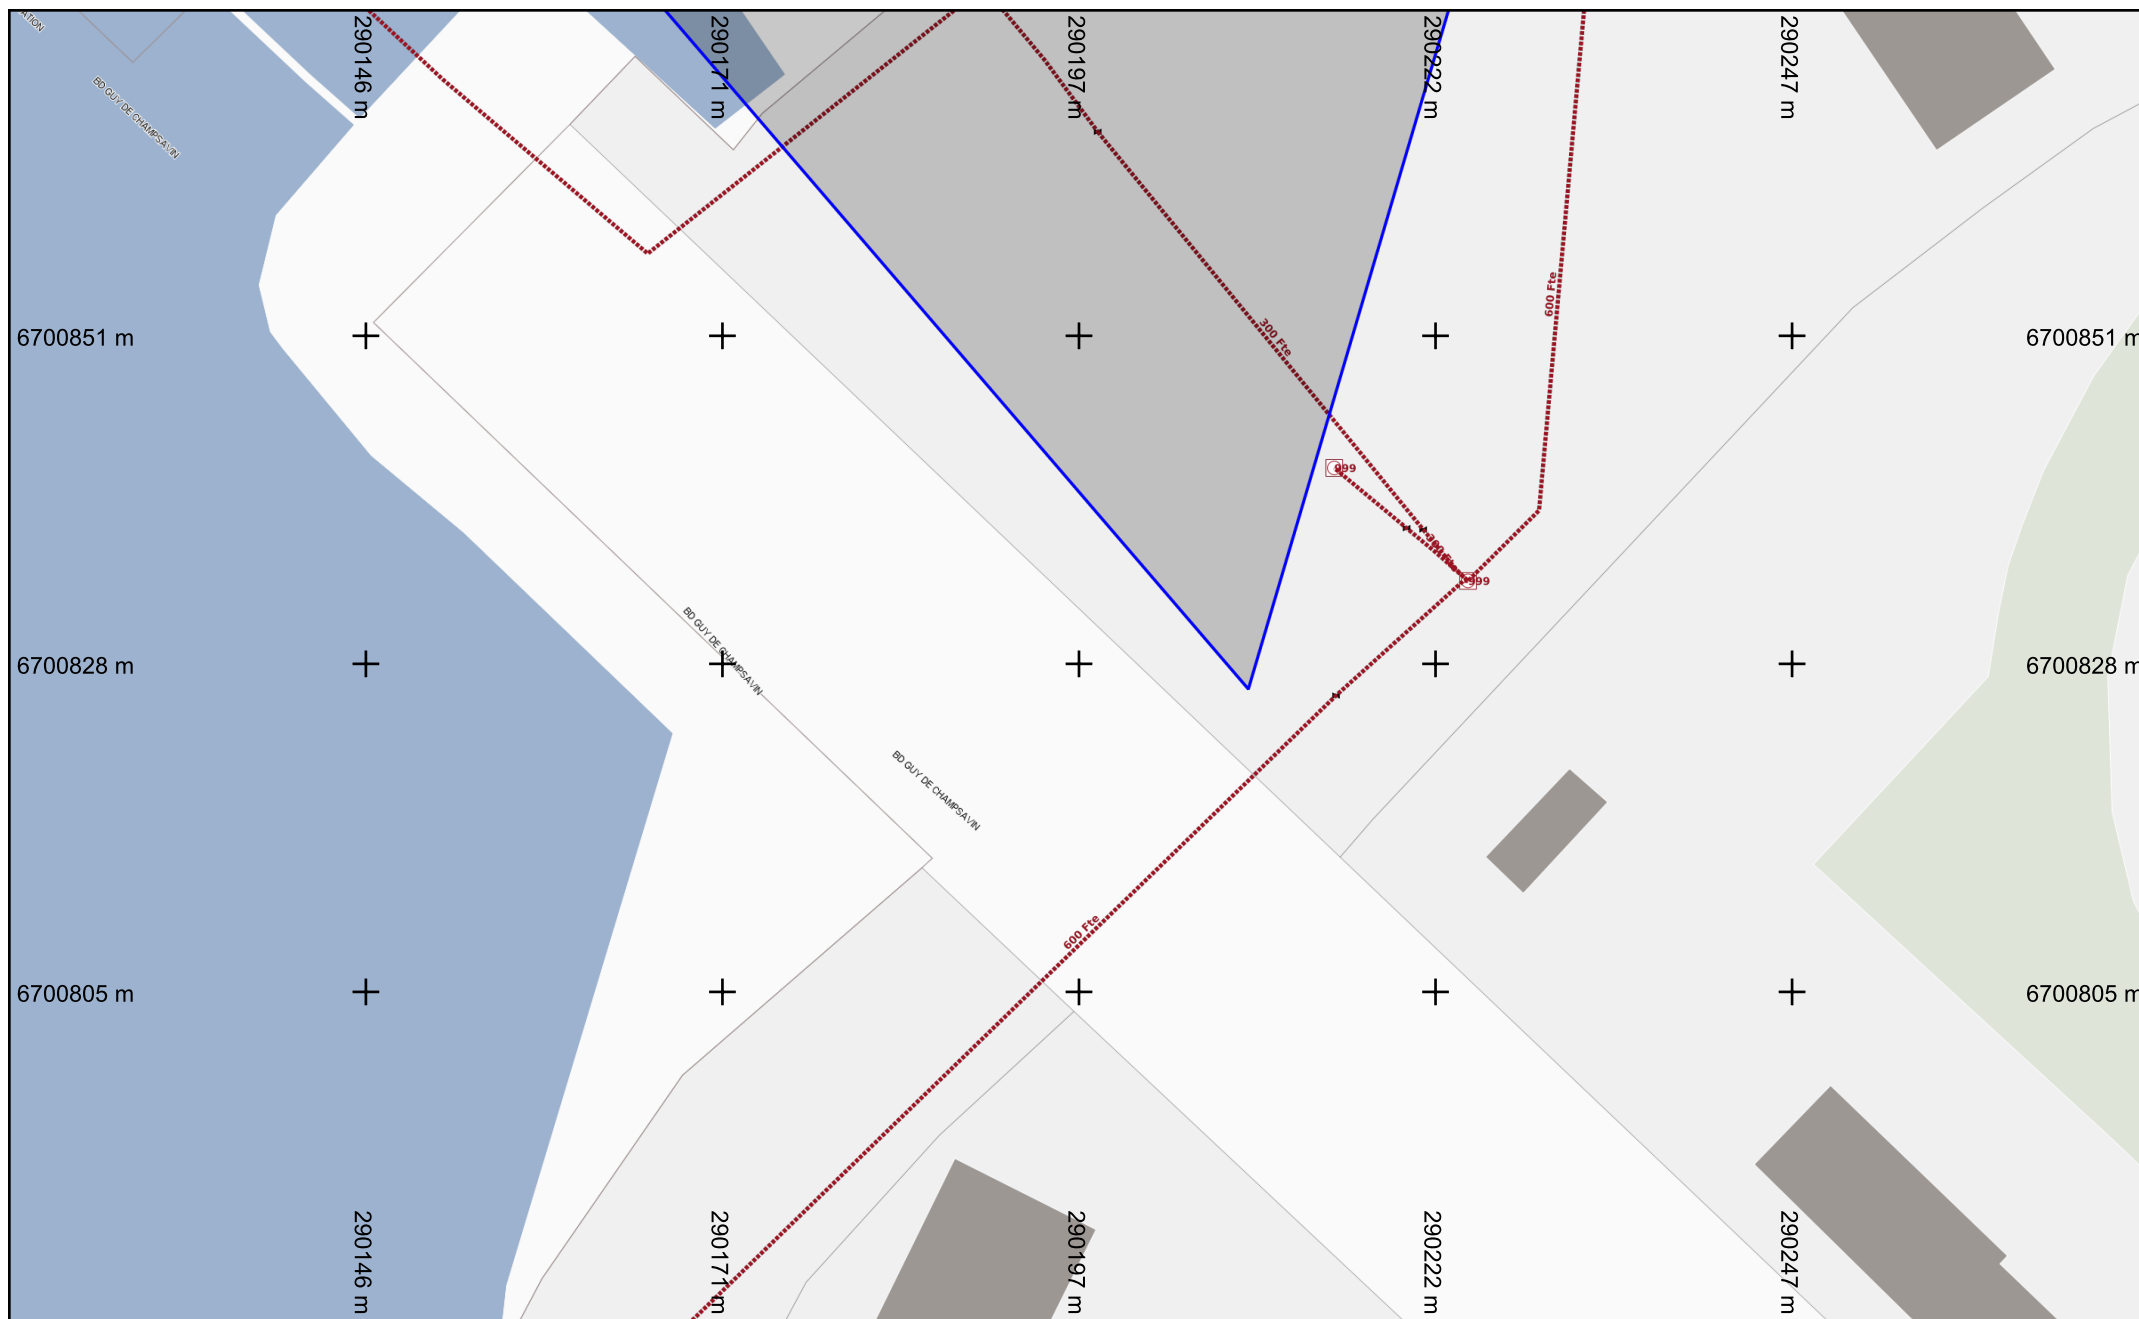 ATION
BD GUY DE CHAMPSAVIN
290146 m
290171 m
290197 m
290222 m
290247 m
600 Fte
300 Fte
6700851 m
6700851 m
999
999
BD GUY DE CHAMPSAVIN
6700828 m
6700828 m
BD GUY DE CHAMPSAVIN
600 Fte
6700805 m
6700805 m
290146 m
290171 m
290197 m
290222 m
290247 m